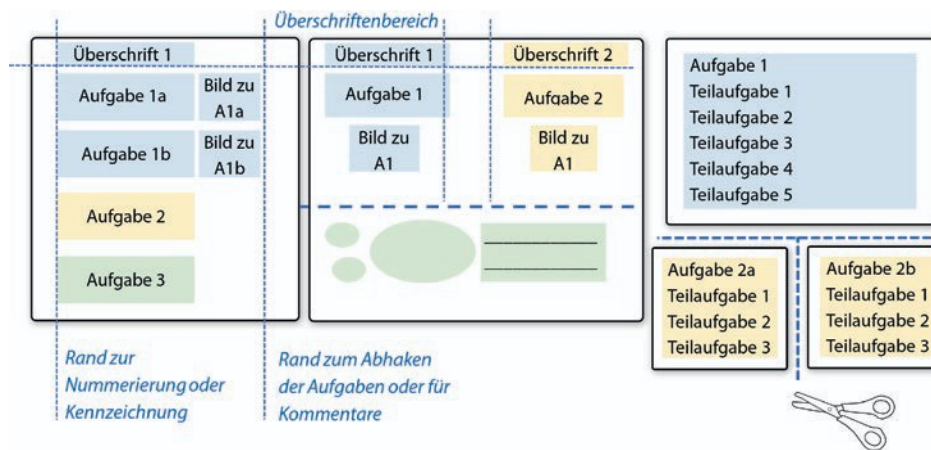 Überschriftenbereich
Überschrift 1
Aufgabe 1a
Bild zu
A1a
Aufgabe 1b
Bild zu
A1b
Aufgabe 2
Aufgabe 3
Rand zur
Nummerierung oder
Kennzeichnung
Überschrift 1
Überschrift 2
Aufgabe 1
Aufgabe 2
Bild zu
A1
Bild zu
A1
Rand zum Abhaken
der Aufgaben oder für
Kommentare
Aufgabe 1
Teilaufgabe 1
Teilaufgabe 2
Teilaufgabe 3
Teilaufgabe 4
Teilaufgabe 5
Aufgabe 2a
Teilaufgabe 1
Teilaufgabe 2
Teilaufgabe 3
Aufgabe 2b
Teilaufgabe 1
Teilaufgabe 2
Teilaufgabe 3